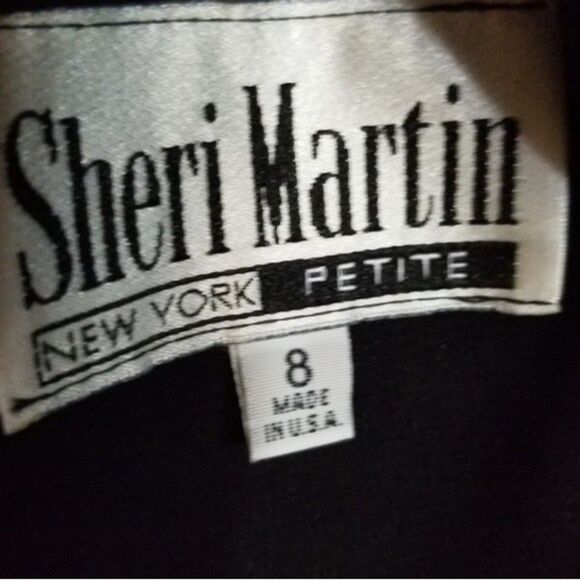 Sheri Martin
NEW YORK PETITE
8
MADE
IN U.S.A.